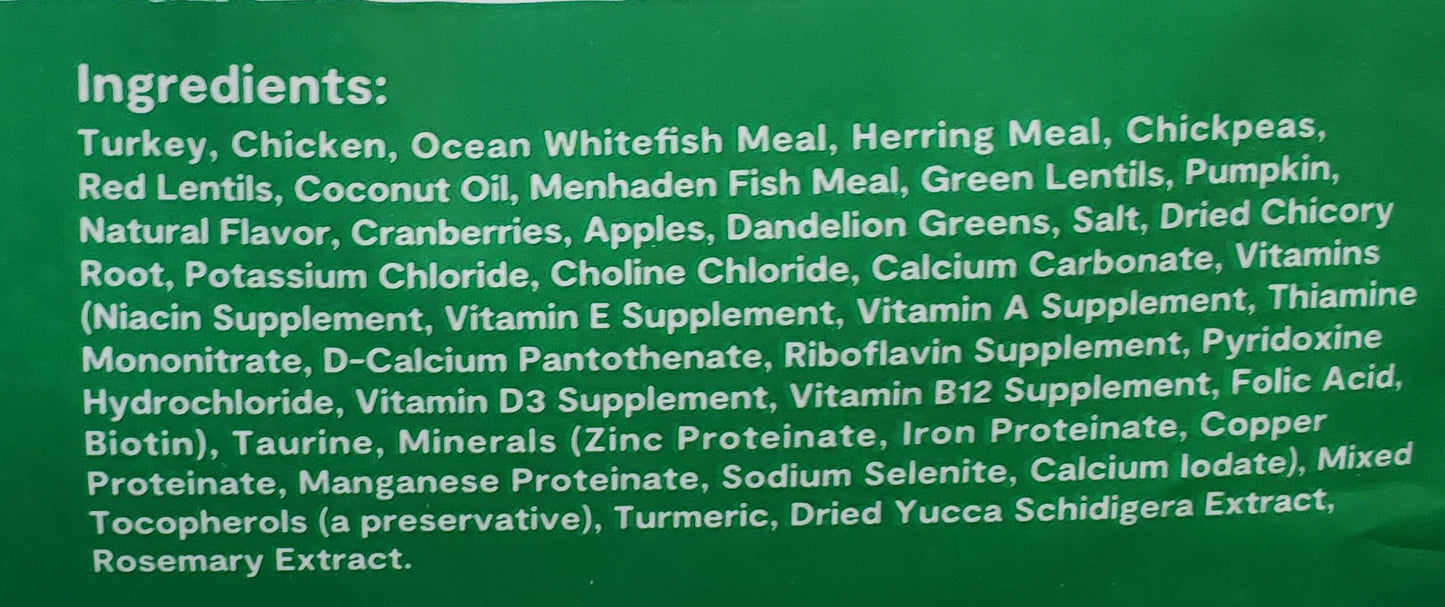 Ingredients:
Turkey, Chicken, Ocean Whitefish Meal, Herring Meal, Chickpeas,
Red Lentils, Coconut Oil, Menhaden Fish Meal, Green Lentils, Pumpkin,
Natural Flavor, Cranberries, Apples, Dandelion Greens, Salt, Dried Chicory
Root, Potassium Chloride, Choline Chloride, Calcium Carbonate, Vitamins
(Niacin Supplement, Vitamin E Supplement, Vitamin A Supplement, Thiamine
Mononitrate, D-Calcium Pantothenate, Riboflavin Supplement, Pyridoxine
Hydrochloride, Vitamin D3 Supplement, Vitamin B12 Supplement, Folic Acid,
Biotin), Taurine, Minerals (Zinc Proteinate, Iron Proteinate, Copper
Proteinate, Manganese Proteinate, Sodium Selenite, Calcium Iodate), Mixed
Tocopherols (a preservative), Turmeric, Dried Yucca Schidigera Extract,
Rosemary Extract.